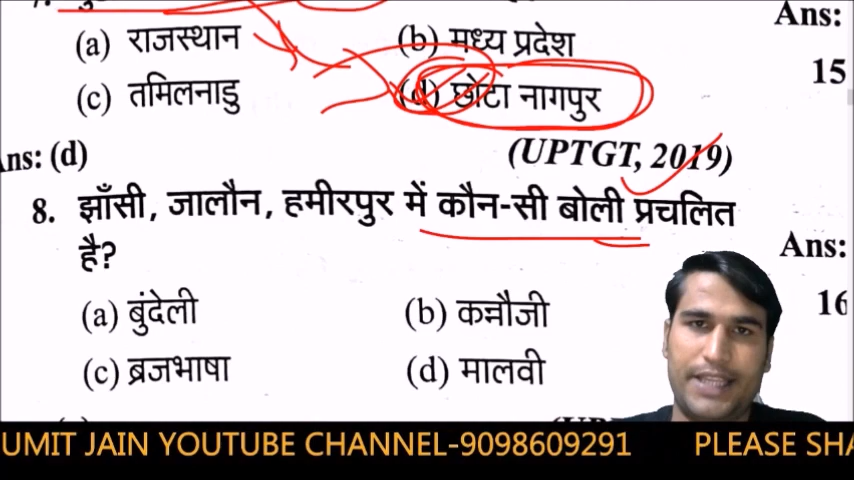 Ans:
(a) राजस्थान (b) मध्य प्रदेश
15
(c) तमिलनाडु (d) छोटा नागपुर
Ans: (d) (UPTGT, 2019)
8. झाँसी, जालौन, हमीरपुर में कौन-सी बोली प्रचलित
है?
Ans:
(a) बुंदेली (b) कन्नौजी
16
(c) ब्रजभाषा (d) मालवी
UMIT JAIN YOUTUBE CHANNEL-9098609291 PLEASE SHA